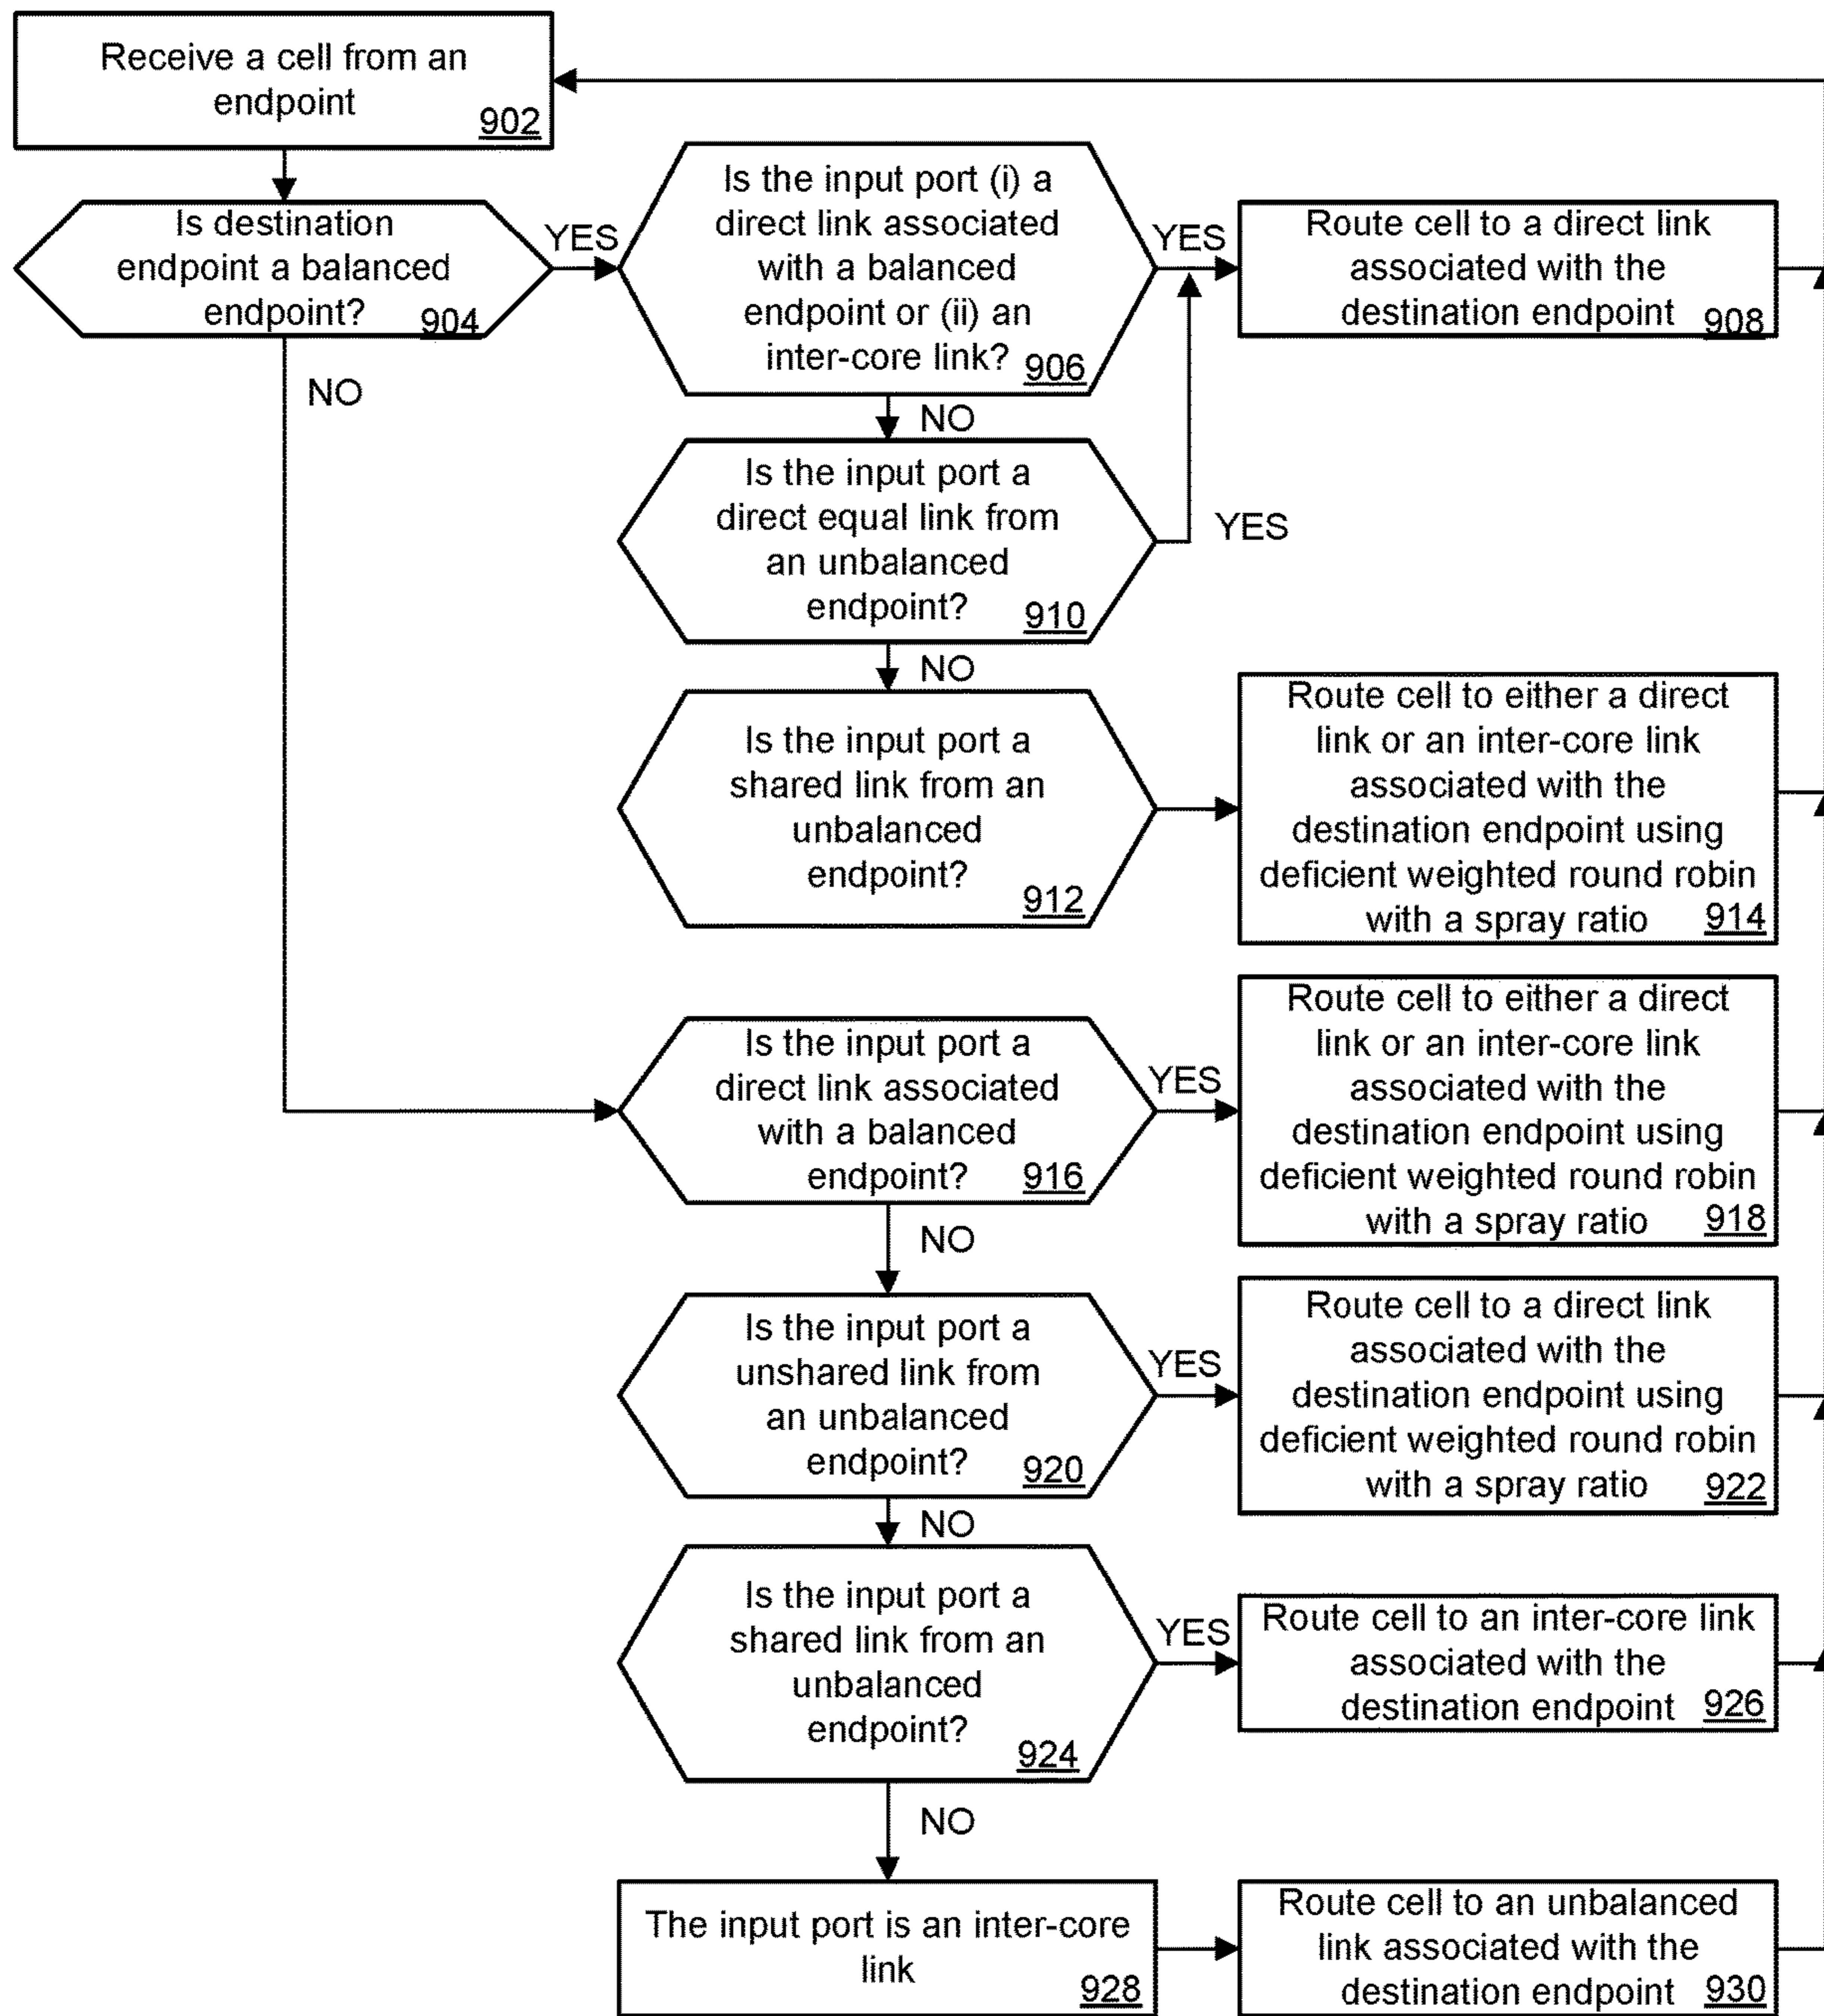 Receive a cell from an
endpoint
902
Is destination
endpoint a balanced
endpoint?
904
YES
NO
Is the input port (i) a
direct link associated
with a balanced
endpoint or (ii) an
inter-core link?
906
YES
NO
Route cell to a direct link
associated with the
destination endpoint
908
Is the input port a
direct equal link from
an unbalanced
endpoint?
910
YES
NO
Is the input port a
shared link from an
unbalanced
endpoint?
912
Route cell to either a direct
link or an inter-core link
associated with the
destination endpoint using
deficient weighted round robin
with a spray ratio
914
Is the input port a
direct link associated
with a balanced
endpoint?
916
YES
NO
Route cell to either a direct
link or an inter-core link
associated with the
destination endpoint using
deficient weighted round robin
with a spray ratio
918
Is the input port a
unshared link from
an unbalanced
endpoint?
920
YES
NO
Route cell to a direct link
associated with the
destination endpoint using
deficient weighted round robin
with a spray ratio
922
Is the input port a
shared link from an
unbalanced
endpoint?
924
YES
NO
Route cell to an inter-core link
associated with the
destination endpoint
926
The input port is an inter-core
link
928
Route cell to an unbalanced
link associated with the
destination endpoint
930